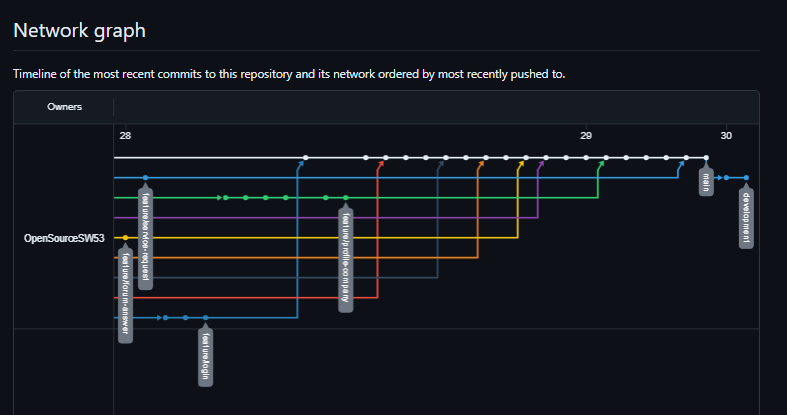 Network graph
Timeline of the most recent commits to this repository and its network ordered by most recently pushed to.
Owners
28
29
30
OpenSourceSW53
main
development
feature/service-request
feature/profile-company
feature/forum-answer
feature/login